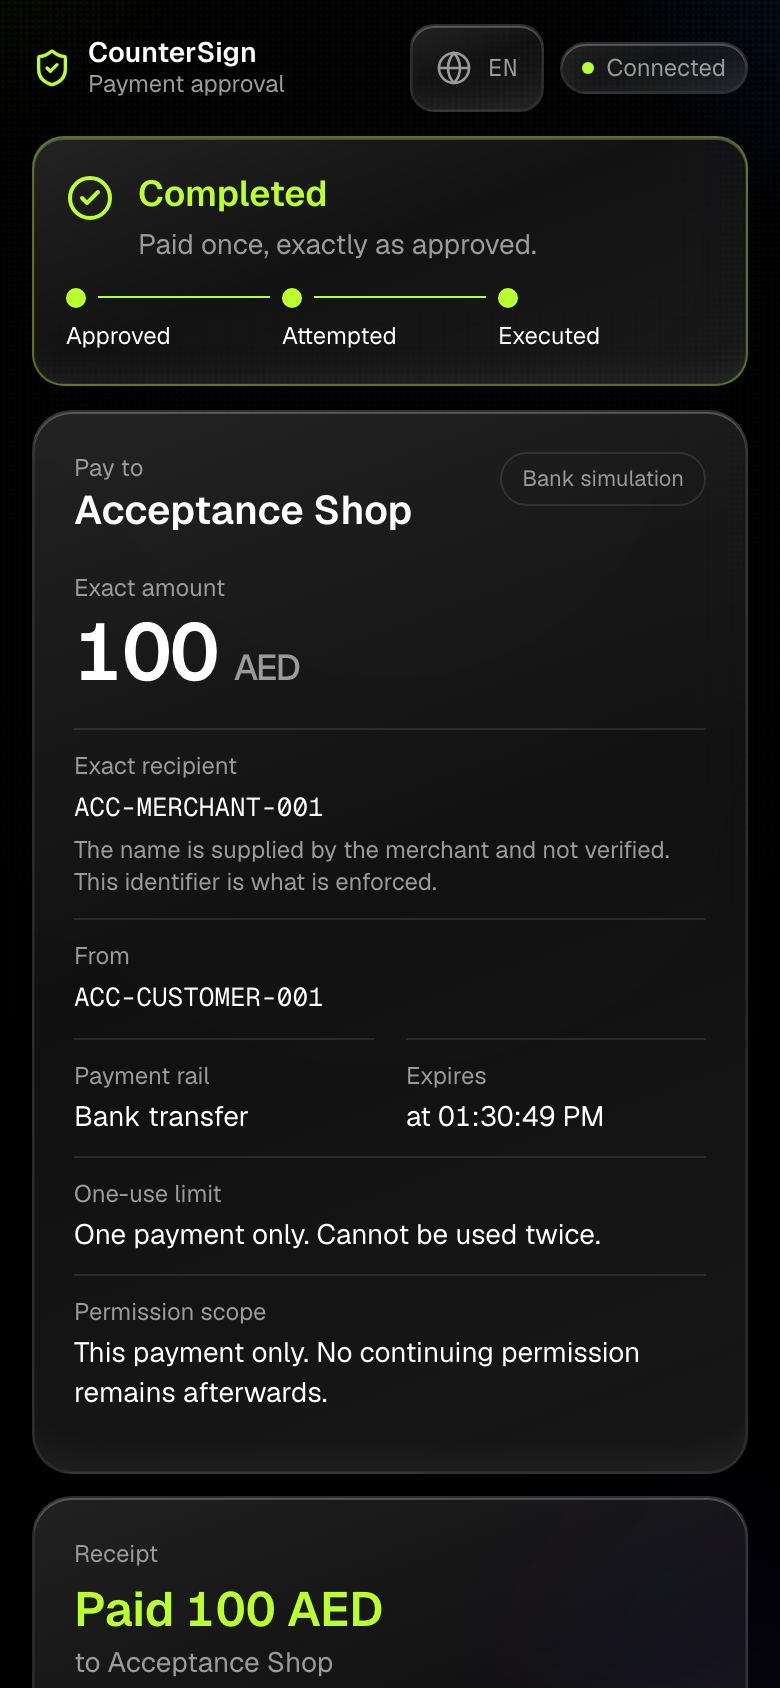 CounterSign
Payment approval
EN
Connected
Completed
Paid once, exactly as approved.
Approved
Attempted
Executed
Pay to
Bank simulation
Acceptance Shop
Exact amount
100 AED
Exact recipient
ACC-MERCHANT-001
The name is supplied by the merchant and not verified.
This identifier is what is enforced.
From
ACC-CUSTOMER-001
Payment rail
Bank transfer
Expires
at 01:30:49 PM
One-use limit
One payment only. Cannot be used twice.
Permission scope
This payment only. No continuing permission
remains afterwards.
Receipt
Paid 100 AED
to Acceptance Shop